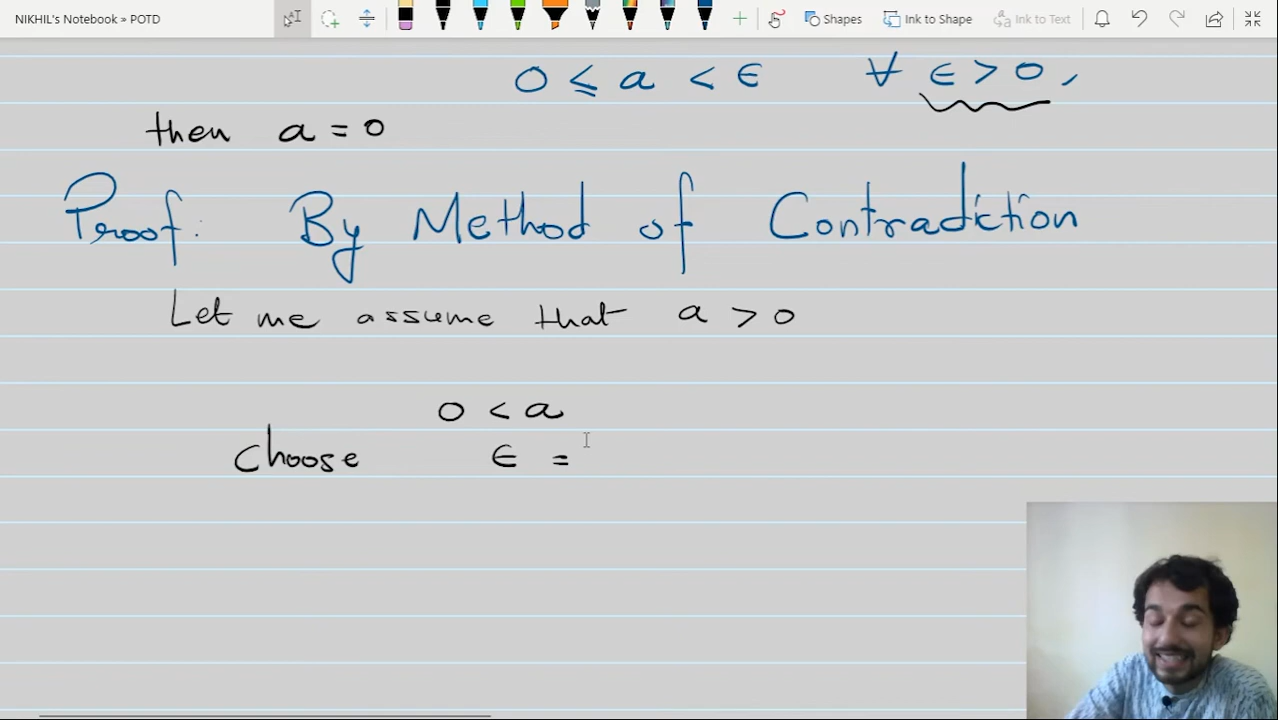 NIKHIL's Notebook » POTD
Shapes
Ink to Shape
Ink to Text
0 ≤ a < ϵ ∀ ϵ > 0,
then a = 0
Proof: By Method of Contradiction
Let me assume that a > 0
0 < a
Choose ϵ =